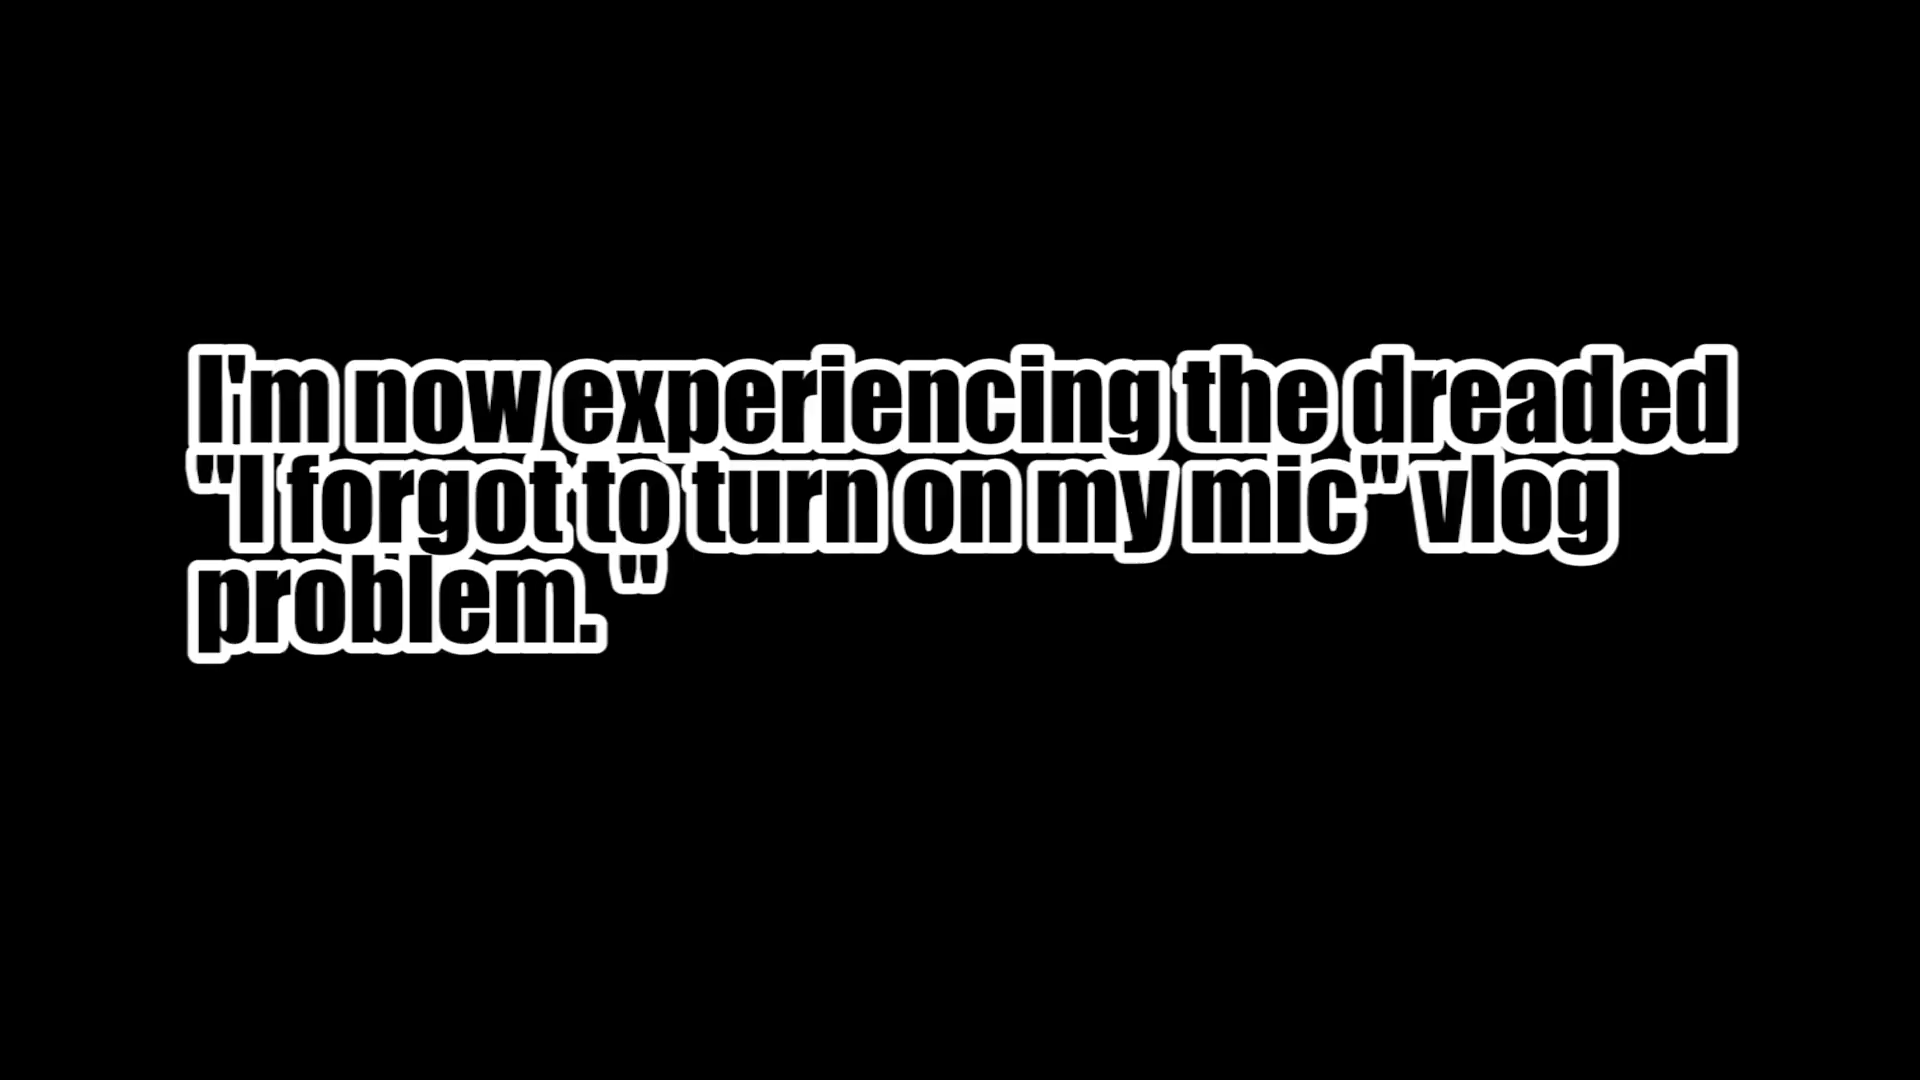 I'm now experiencing the dreaded
"I forgot to turn on my mic" vlog
problem. "